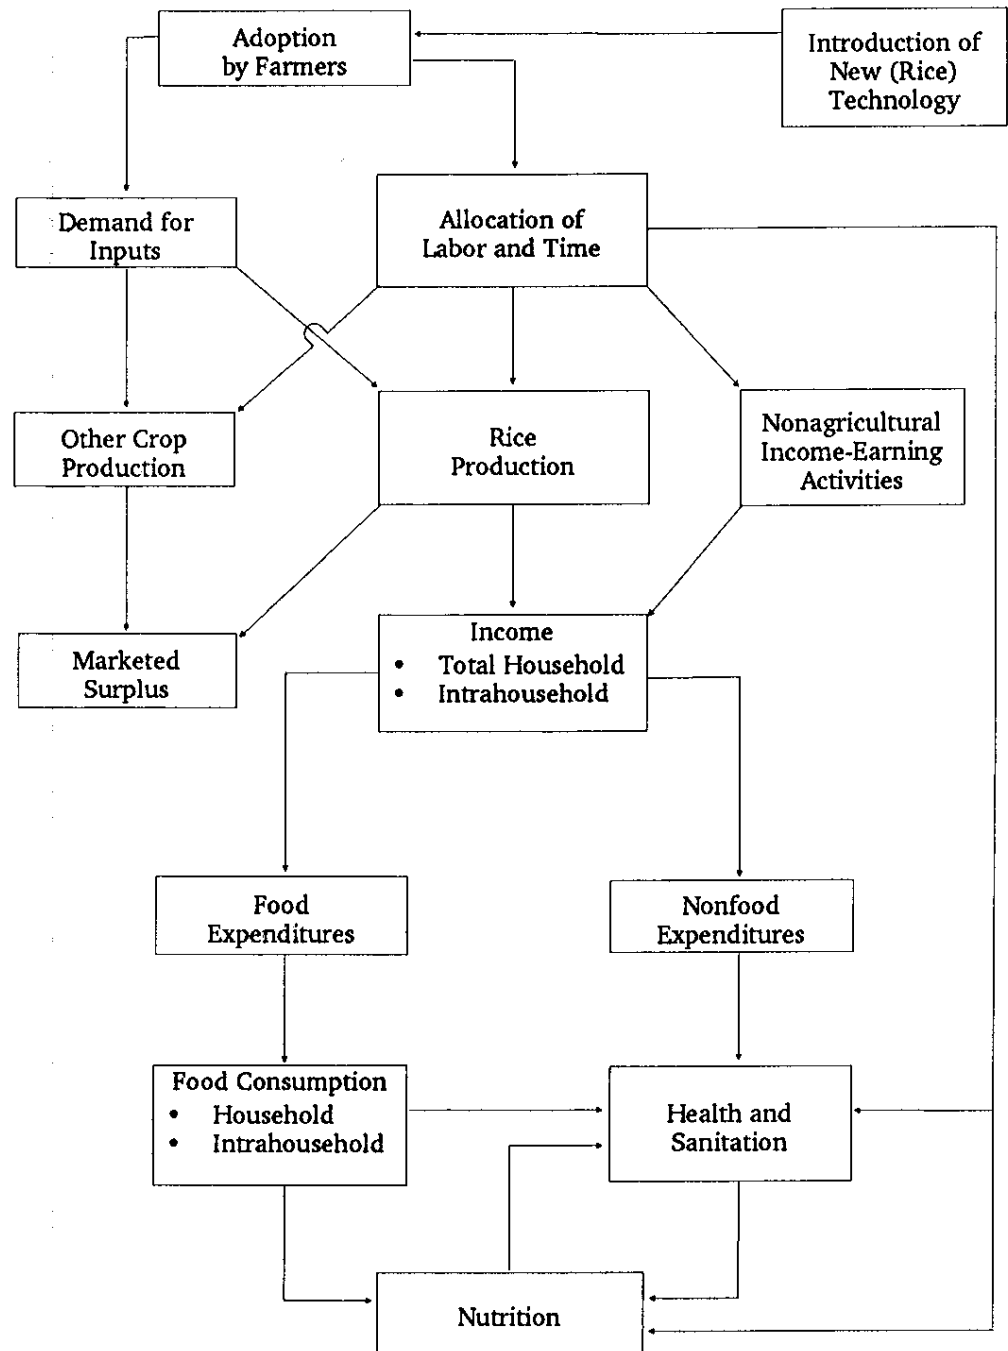 Adoption
by Farmers
Introduction of
New (Rice)
Technology
Demand for
Inputs
Allocation of
Labor and Time
Other Crop
Production
Rice
Production
Nonagricultural
Income-Earning
Activities
Marketed
Surplus
Income
• Total Household
• Intrahousehold
Food
Expenditures
Nonfood
Expenditures
Food Consumption
• Household
• Intrahousehold
Health and
Sanitation
Nutrition